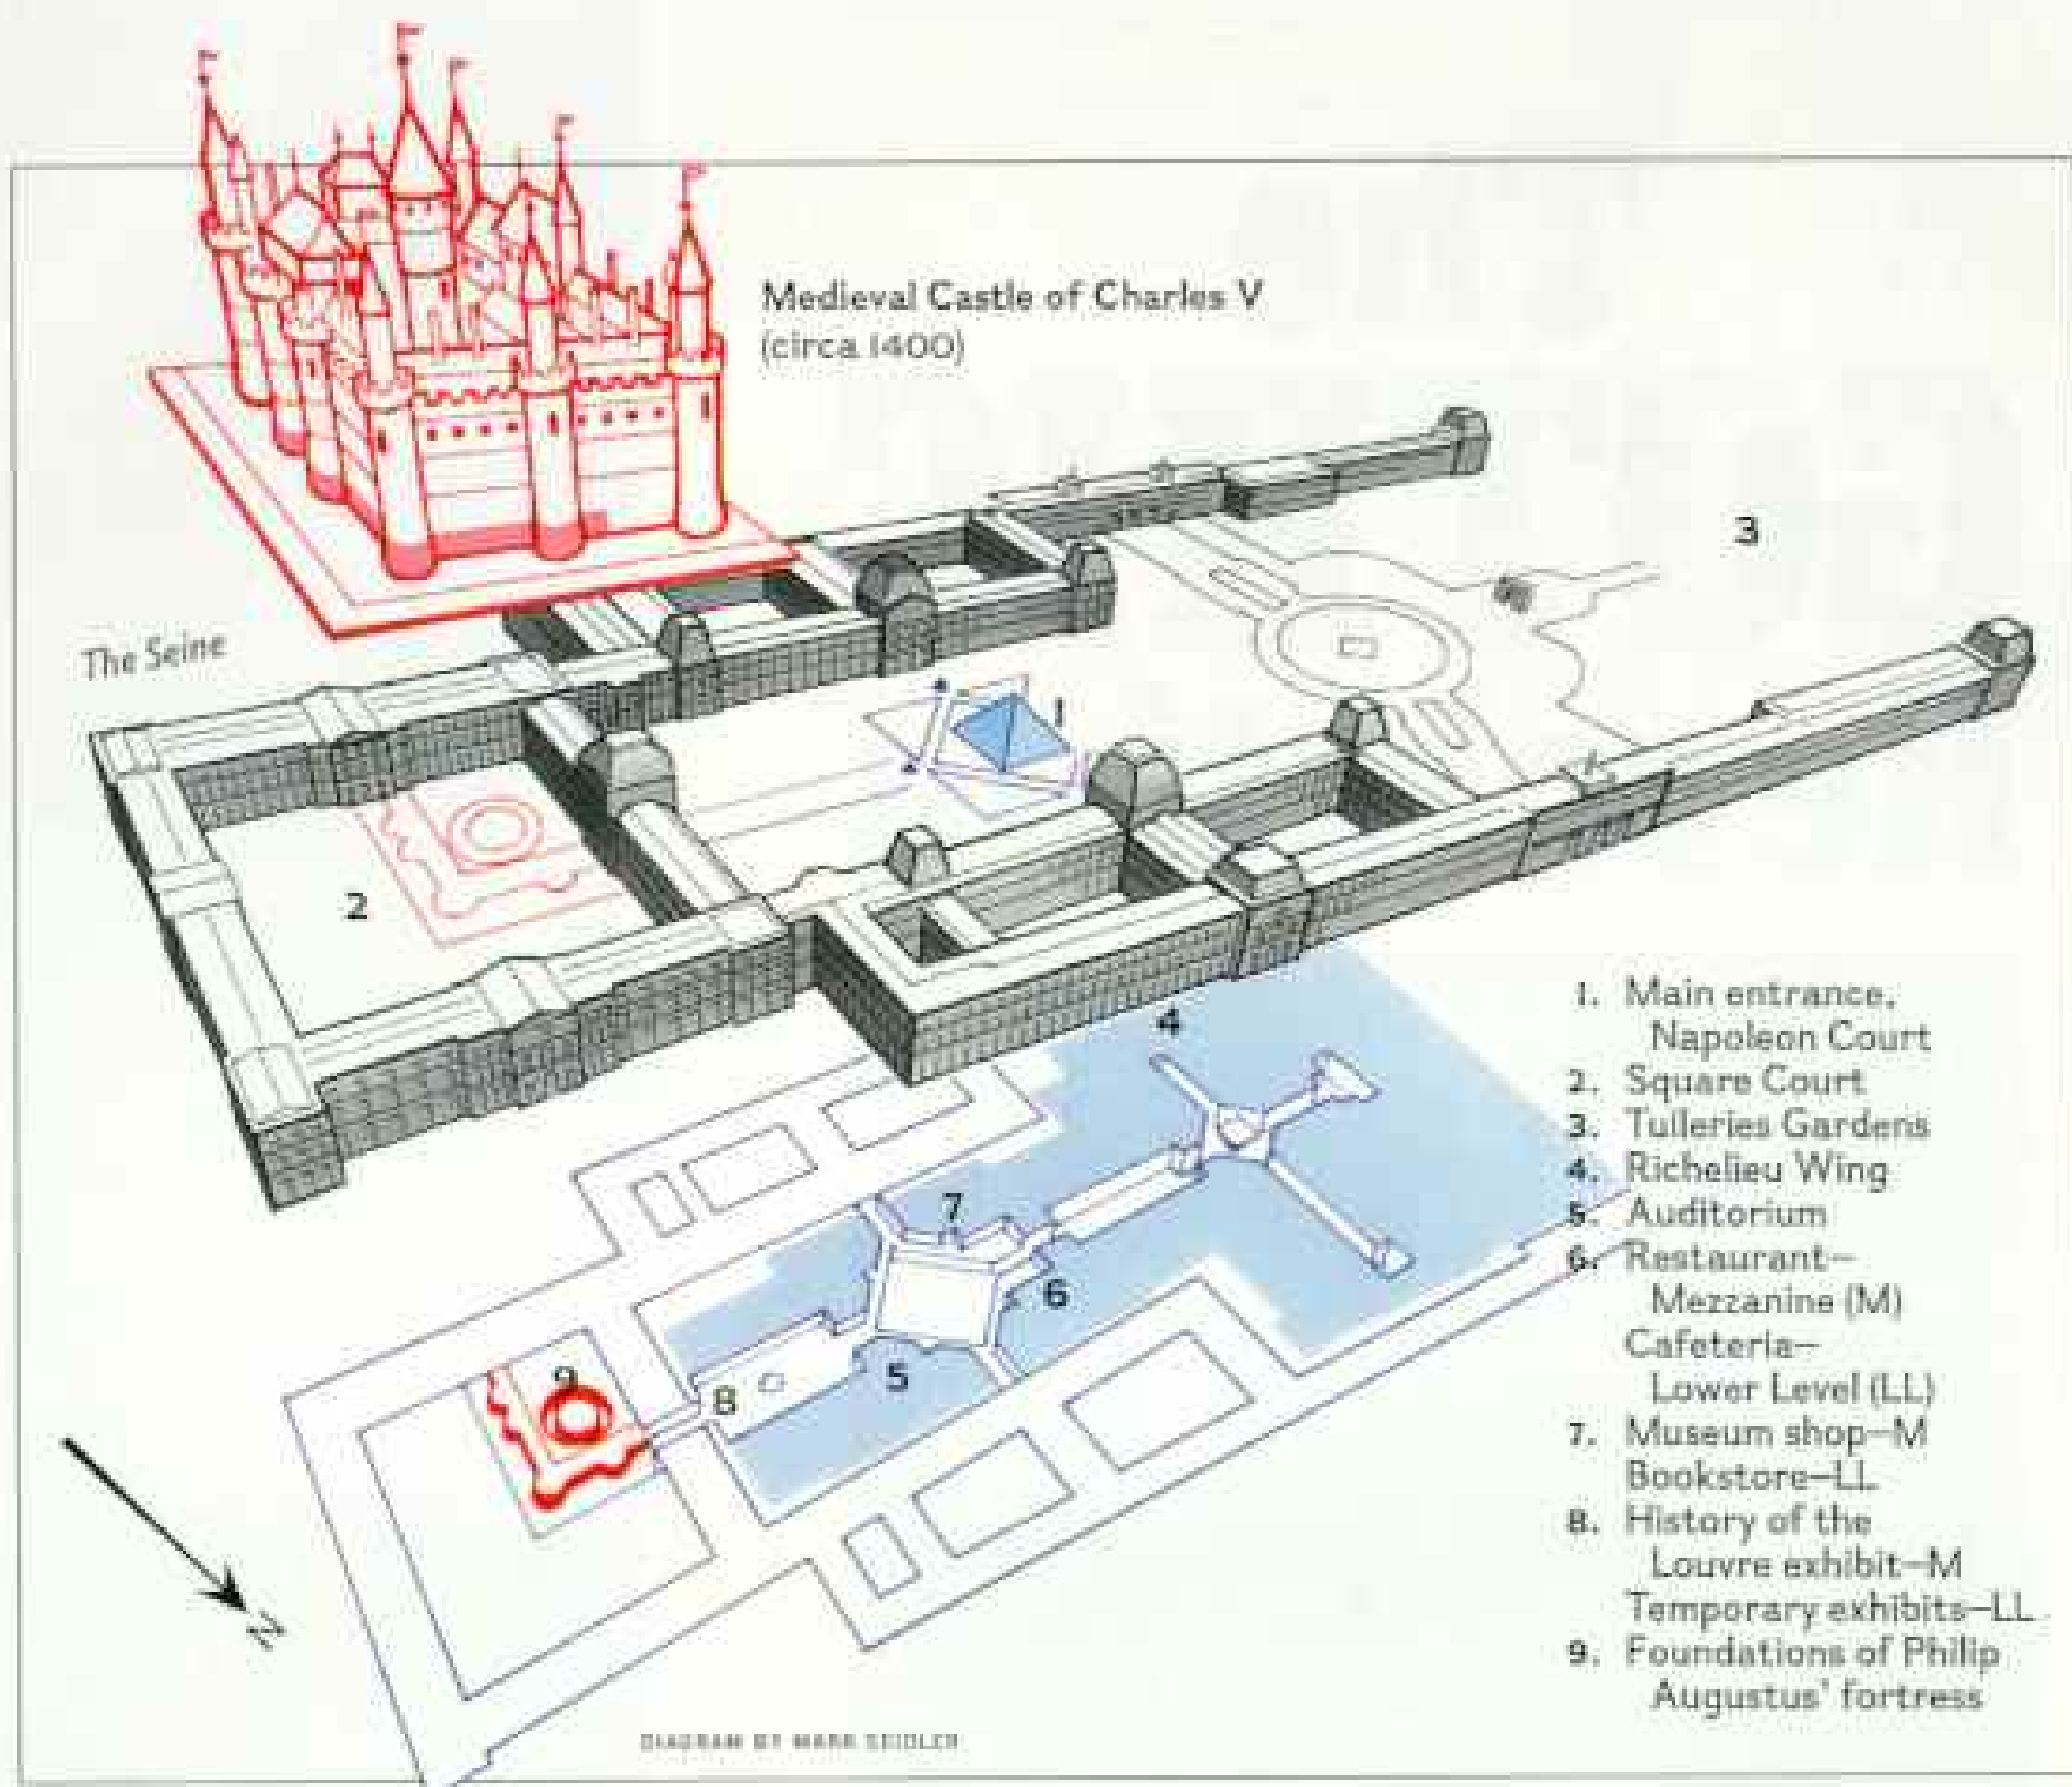 Medieval Castle of Charles V
(circa 1400)
3
The Seine
1
2
4
7
6
5
8
9
N
1. Main entrance,
Napoleon Court
2. Square Court
3. Tuileries Gardens
4. Richelieu Wing
5. Auditorium
6. Restaurant—
Mezzanine (M)
Cafeteria—
Lower Level (LL)
7. Museum shop—M
Bookstore—LL
8. History of the
Louvre exhibit—M
Temporary exhibits—LL
9. Foundations of Philip
Augustus' fortress
DIAGRAM BY MARK SEIDLER